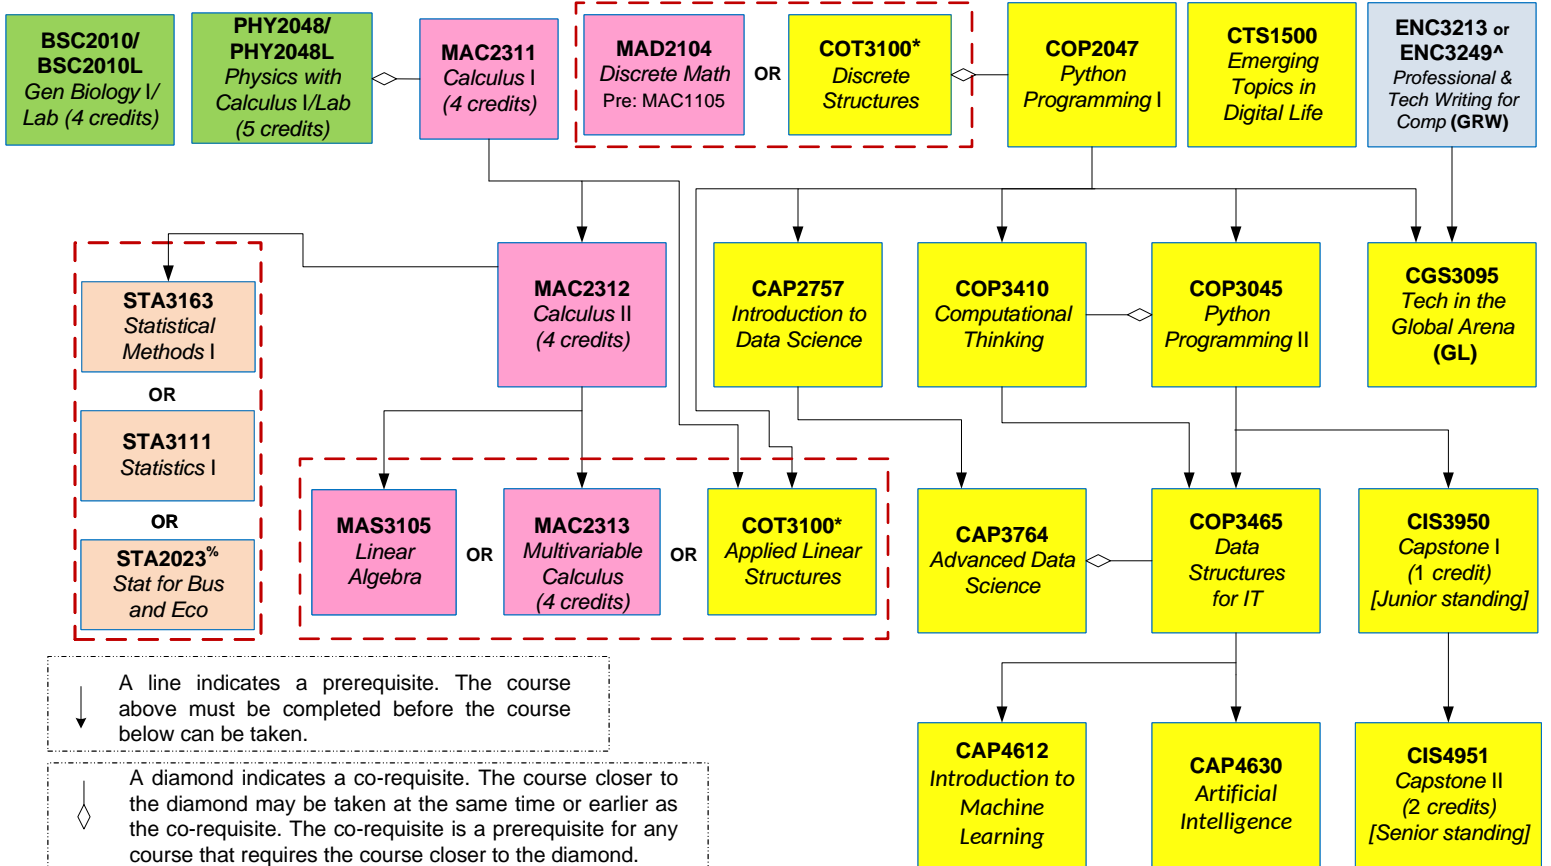 BSC2010/
BSC2010L
Gen Biology I/
Lab (4 credits)
PHY2048/
PHY2048L
Physics with
Calculus I/Lab
(5 credits)
MAC2311
Calculus I
(4 credits)
MAD2104
Discrete Math
Pre: MAC1105
OR
COT3100*
Discrete
Structures
COP2047
Python
Programming I
CTS1500
Emerging
Topics in
Digital Life
ENC3213 or
ENC3249^
Professional &
Tech Writing for
Comp (GRW)
STA3163
Statistical
Methods I
OR
STA3111
Statistics I
OR
STA2023%
Stat for Bus
and Eco
MAC2312
Calculus II
(4 credits)
CAP2757
Introduction to
Data Science
COP3410
Computational
Thinking
COP3045
Python
Programming II
CGS3095
Tech in the
Global Arena
(GL)
MAS3105
Linear
Algebra
OR
MAC2313
Multivariable
Calculus
(4 credits)
OR
COT3100*
Applied Linear
Structures
CAP3764
Advanced Data
Science
COP3465
Data
Structures
for IT
CIS3950
Capstone I
(1 credit)
[Junior standing]
A line indicates a prerequisite. The course
above must be completed before the course
below can be taken.
A diamond indicates a co-requisite. The course closer to
the diamond may be taken at the same time or earlier as
the co-requisite. The co-requisite is a prerequisite for any
course that requires the course closer to the diamond.
CAP4612
Introduction to
Machine
Learning
CAP4630
Artificial
Intelligence
CIS4951
Capstone II
(2 credits)
[Senior standing]